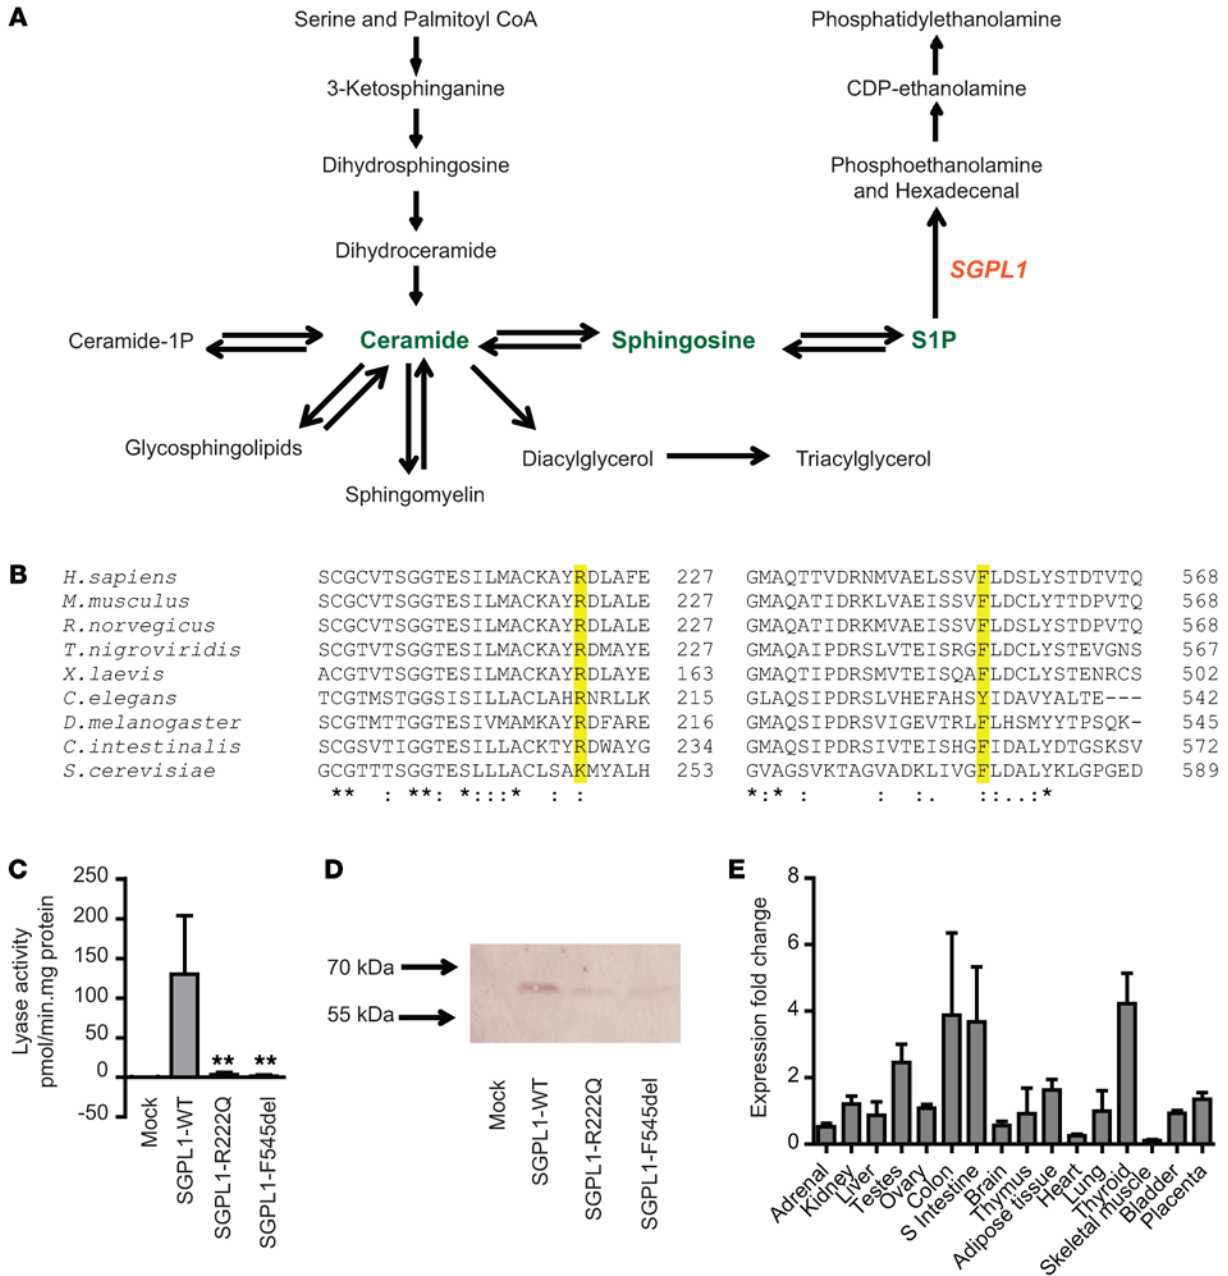 A
Serine and Palmitoyl CoA
3-Ketosphinganine
Dihydrosphingosine
Dihydroceramide
Phosphatidylethanolamine
CDP-ethanolamine
Phosphoethanolamine
and Hexadecenal
SGPL1
Ceramide-1P
Ceramide
Sphingosine
S1P
Glycosphingolipids
Sphingomyelin
Diacylglycerol
Triacylglycerol
B
H.sapiens SCGCVTSGGTESILMACKAYRDLAFE 227 GMAQTTVDRNMVAELSSVFLDSLYSTDTVTQ 568
M.musculus SCGCVTSGGTESILMACKAYRDLALE 227 GMAQATIDRKLVAEISSVFLDCLYTTDPVTQ 568
R.norvegicus SCGCVTSGGTESILMACKAYRDLALE 227 GMAQATIDRKMVAEISSVFLDSLYSTDPVTQ 568
T.nigroviridis SCGTVTSGGTESILMACKAYRDMAYE 227 GMAQAIPDRTLVTEISRGFLDCLYSTEVGNS 567
X.laevis ACGTVTSGGTESILMACKAYRDLAYE 163 GMAQTIPDRSMVTEISQAFLDCLYSTENRCS 502
C.elegans TCGTMSTGGSISILLACLAHRNRLLK 215 GLAQSIPDRSLVHEFAHSYIDAVYALTE--- 542
D.melanogaster SCGTMTTGGTESIVMAMKAYRDFARE 216 GMAQSIPDRSVIGEVTRLFLHSMYYTPSQK- 545
C.intestinalis SCGSVTIGGTESILLACKTYRDWAYG 234 GMAQSIPDRSIVTEISHGFIDALYDTGSKSV 572
S.cerevisiae GCGTTTSGGTESLLLACLSAKMYALH 253 GVAGSVKTAGVADKLIVGFLDALYKLGPGED 589
** : **:* *:::* : : *:* : : :. ::..:*
C
Lyase activity
pmol/min.mg protein
250
200
150
100
50
0
-50
** **
Mock
SGPL1-WT
SGPL1-R222Q
SGPL1-F545del
D
70 kDa
55 kDa
Mock
SGPL1-WT
SGPL1-R222Q
SGPL1-F545del
E
Expression fold change
8
6
4
2
0
Adrenal
Kidney
Liver
Testes
Ovary
Colon
S Intestine
Brain
Thymus
Adipose tissue
Heart
Lung
Thyroid
Skeletal muscle
Bladder
Placenta